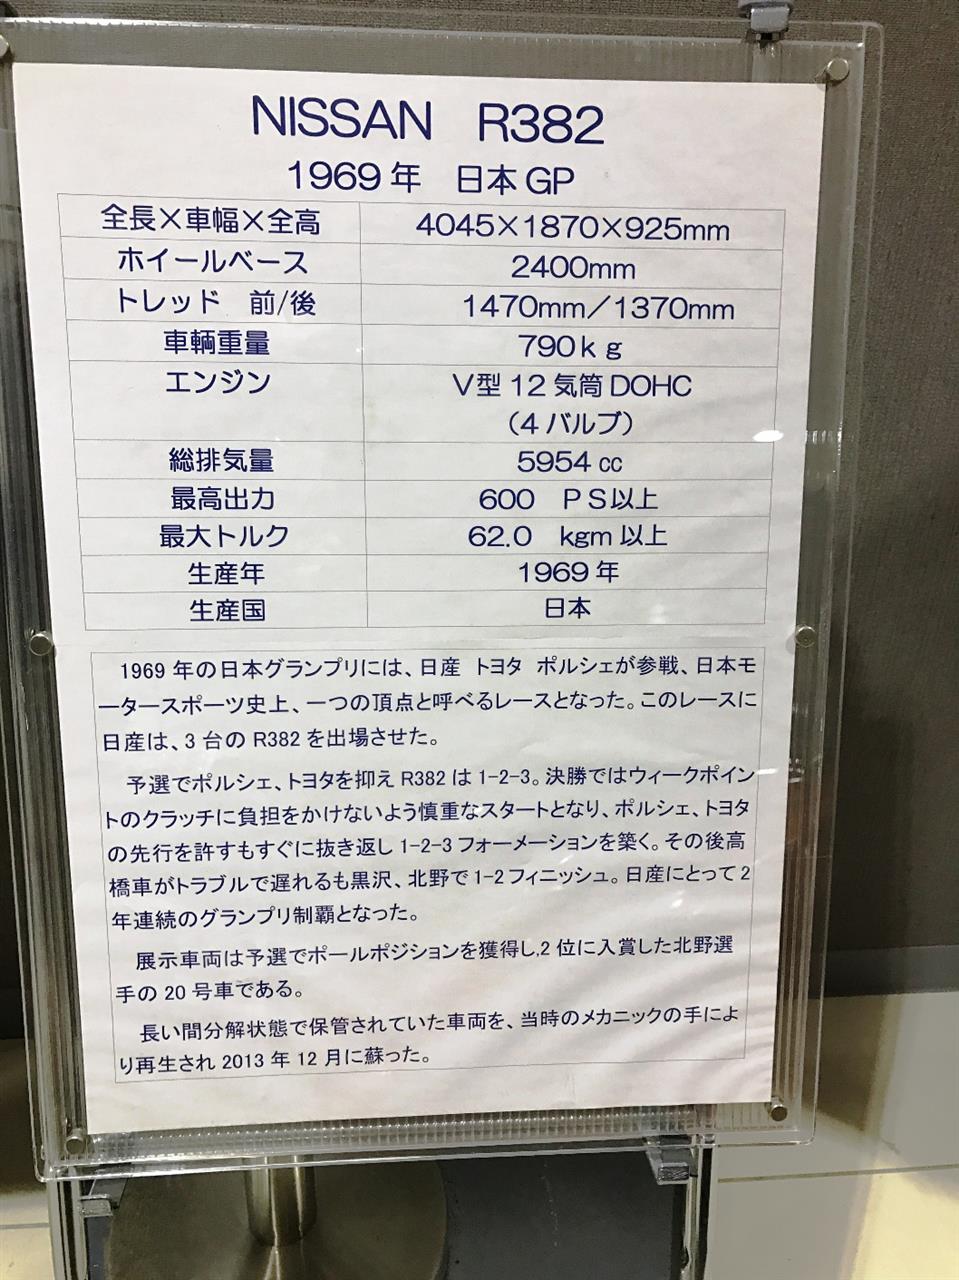 NISSAN R382
1969年 日本GP
全長×車幅×全高 4045×1870×925mm
ホイールベース 2400mm
トレッド 前/後 1470mm／1370mm
車輌重量 790kg
エンジン V型12気筒DOHC
（4バルブ）
総排気量 5954cc
最高出力 600 PS以上
最大トルク 62.0 kgm以上
生産年 1969年
生産国 日本
1969年の日本グランプリには、日産 トヨタ ポルシェが参戦、日本モ
ータースポーツ史上、一つの頂点と呼べるレースとなった。このレースに
日産は、3台のR382を出場させた。
予選でポルシェ、トヨタを抑えR382は1-2-3。決勝ではウィークポイン
トのクラッチに負担をかけないよう慎重なスタートとなり、ポルシェ、トヨタ
の先行を許すもすぐに抜き返し1-2-3フォーメーションを築く。その後高
橋車がトラブルで遅れるも黒沢、北野で1-2フィニッシュ。日産にとって2
年連続のグランプリ制覇となった。
展示車両は予選でポールポジションを獲得し,2位に入賞した北野選
手の20号車である。
長い間分解状態で保管されていた車両を、当時のメカニックの手によ
り再生され2013年12月に蘇った。